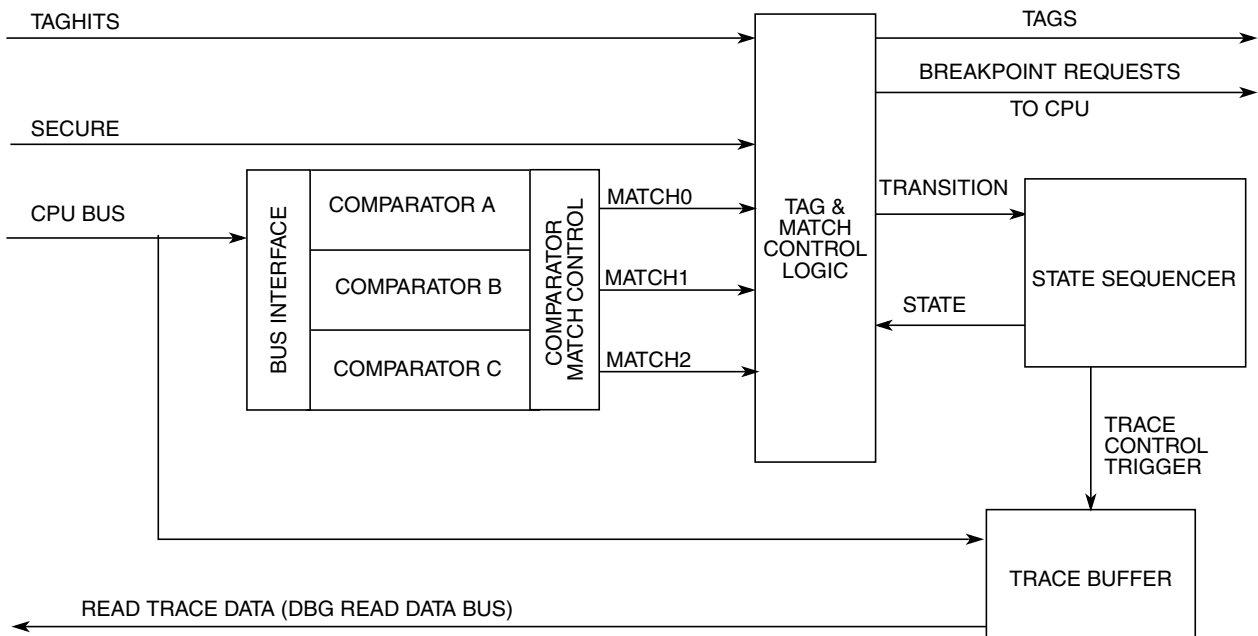 TAGHITS
TAGS
BREAKPOINT REQUESTS
TO CPU
SECURE
CPU BUS
BUS INTERFACE
COMPARATOR A
COMPARATOR B
COMPARATOR C
COMPARATOR
MATCH CONTROL
MATCH0
MATCH1
MATCH2
TAG &
MATCH
CONTROL
LOGIC
TRANSITION
STATE
STATE SEQUENCER
TRACE
CONTROL
TRIGGER
TRACE BUFFER
READ TRACE DATA (DBG READ DATA BUS)